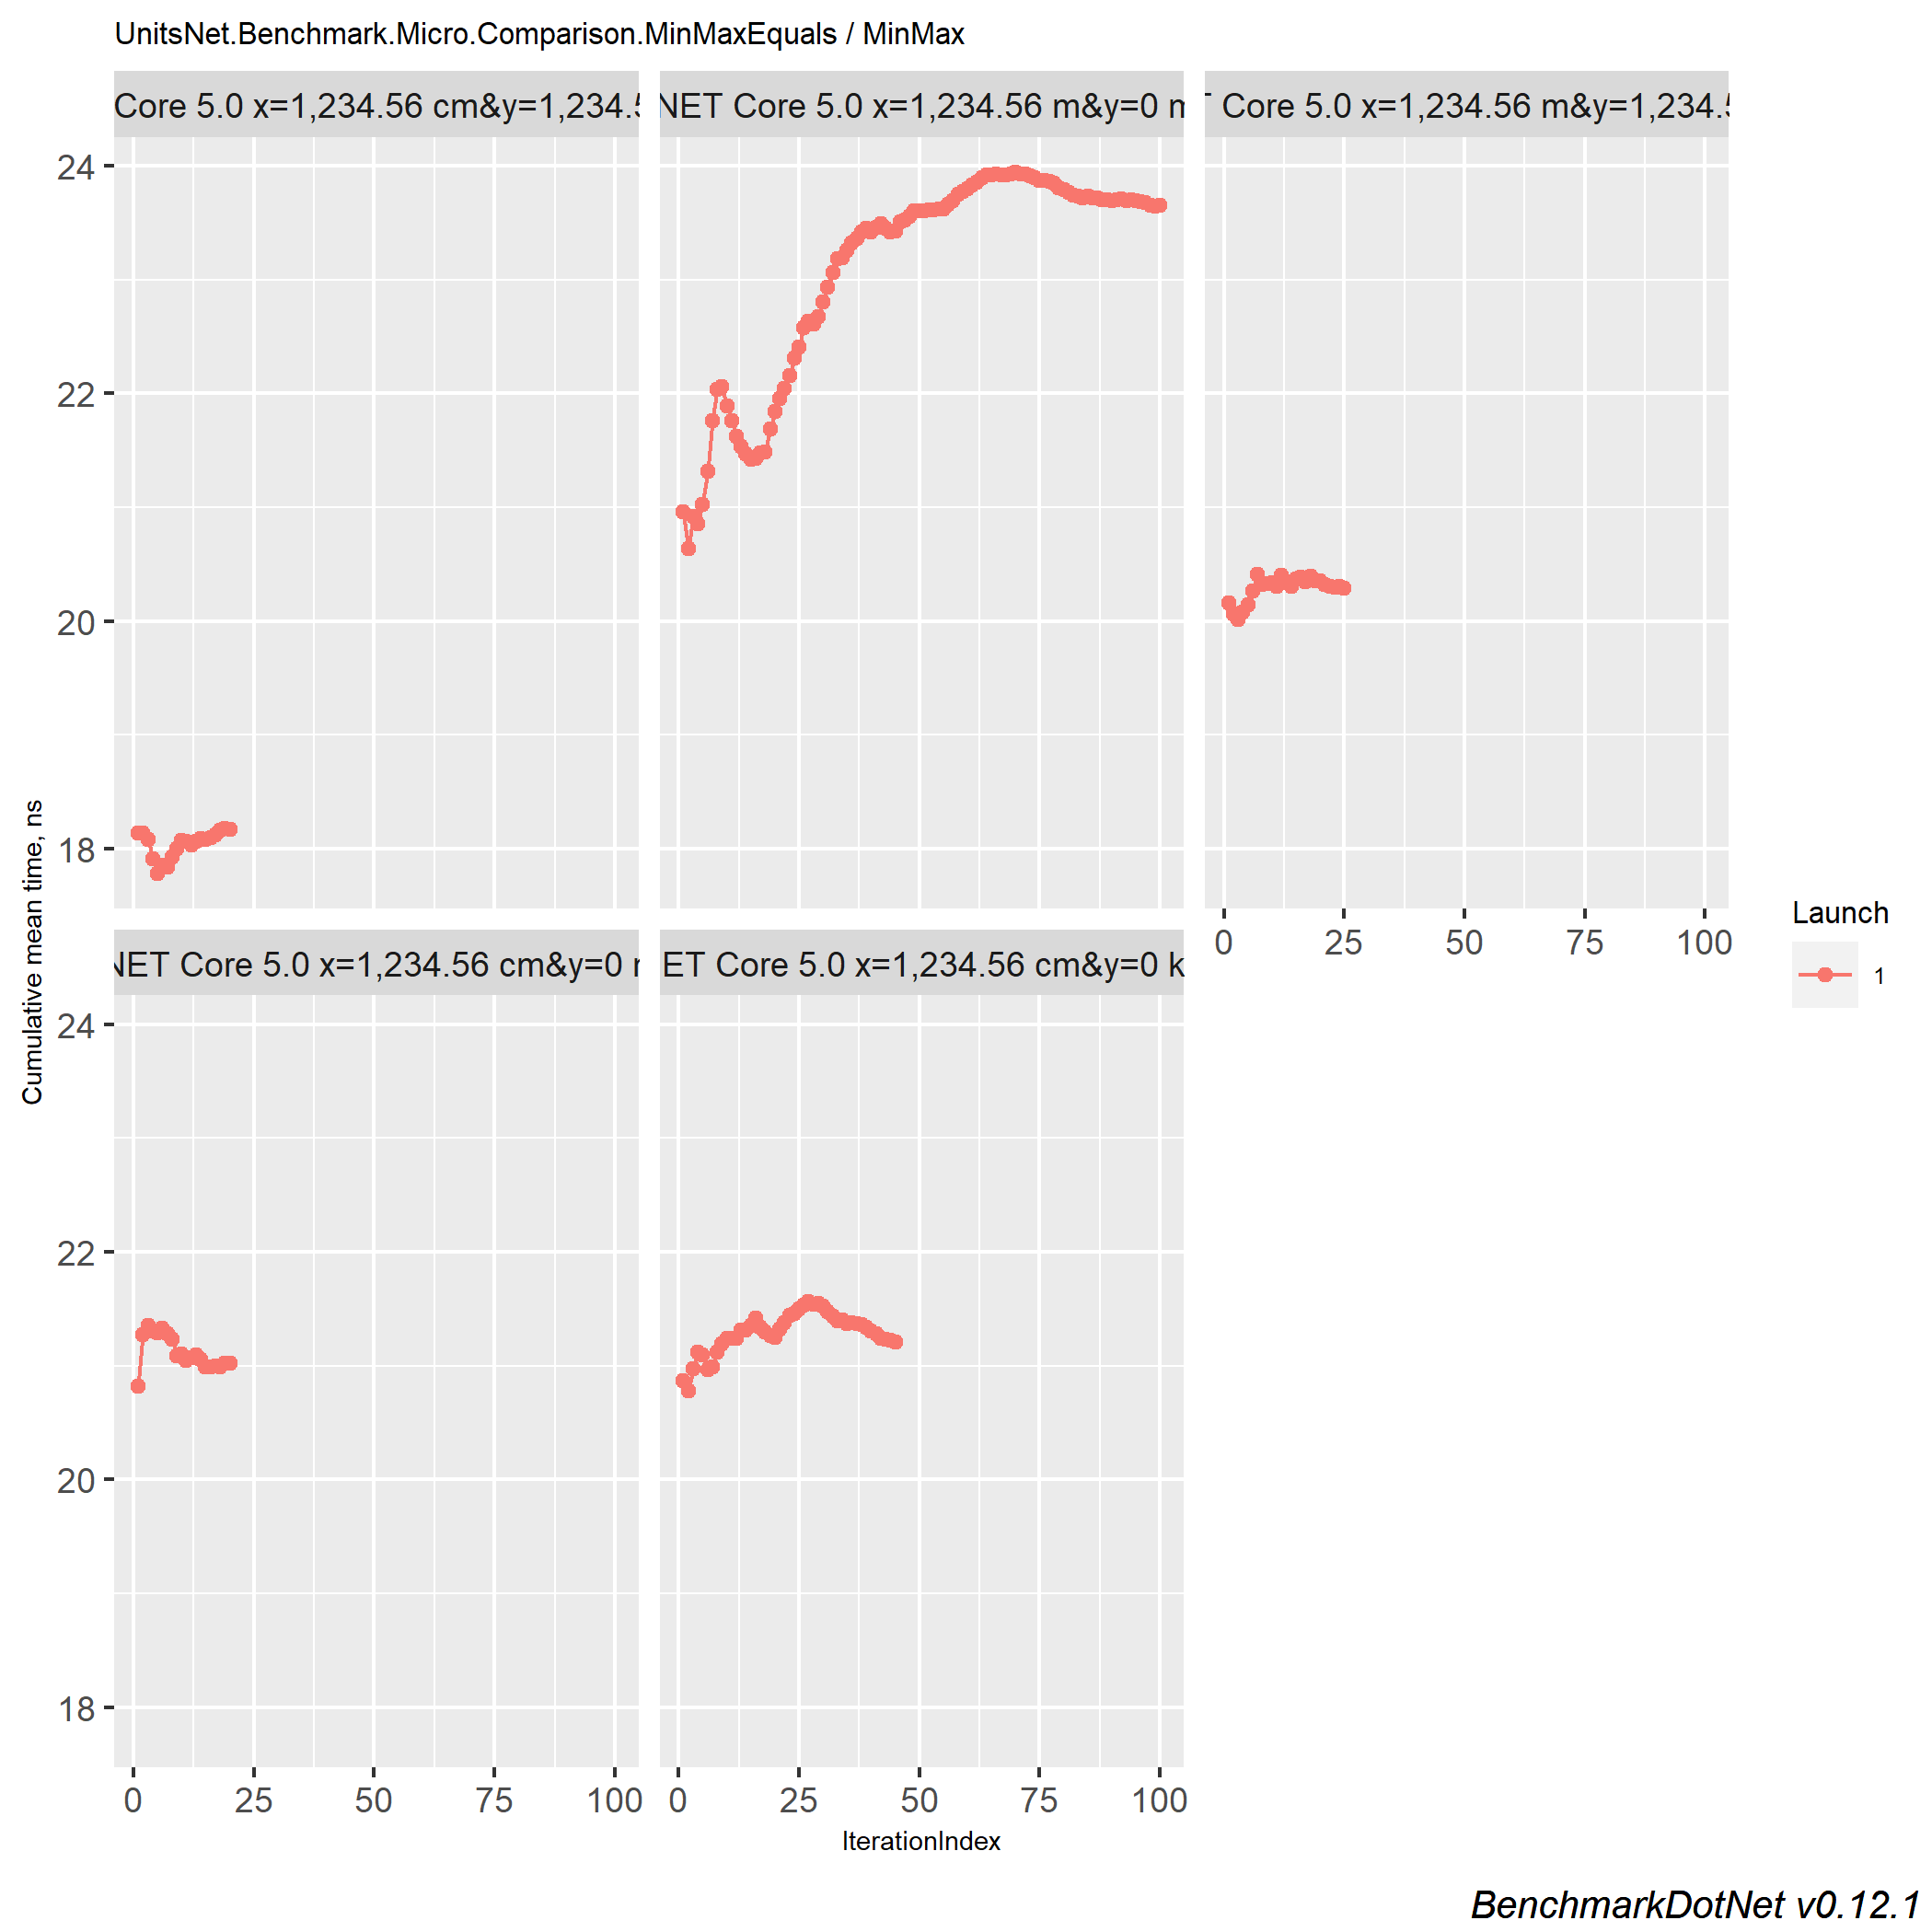 UnitsNet.Benchmark.Micro.Comparison.MinMaxEquals / MinMax
Core 5.0 x=1,234.56 cm&y=1,234.5
NET Core 5.0 x=1,234.56 m&y=0 m
Core 5.0 x=1,234.56 m&y=1,234.5
24
22
20
18
0 25 50 75 100
NET Core 5.0 x=1,234.56 cm&y=0
ET Core 5.0 x=1,234.56 cm&y=0 k
24
22
20
18
0 25 50 75 100
0 25 50 75 100
Cumulative mean time, ns
IterationIndex
Launch
1
BenchmarkDotNet v0.12.1